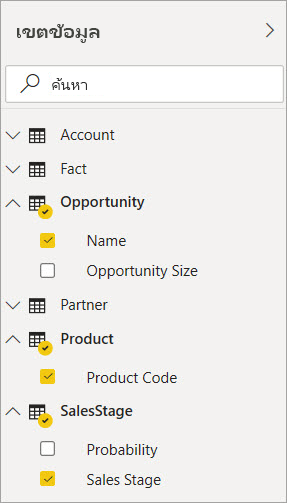 เขตข้อมูล
ค้นหา
Account
Fact
Opportunity
Name
Opportunity Size
Partner
Product
Product Code
SalesStage
Probability
Sales Stage